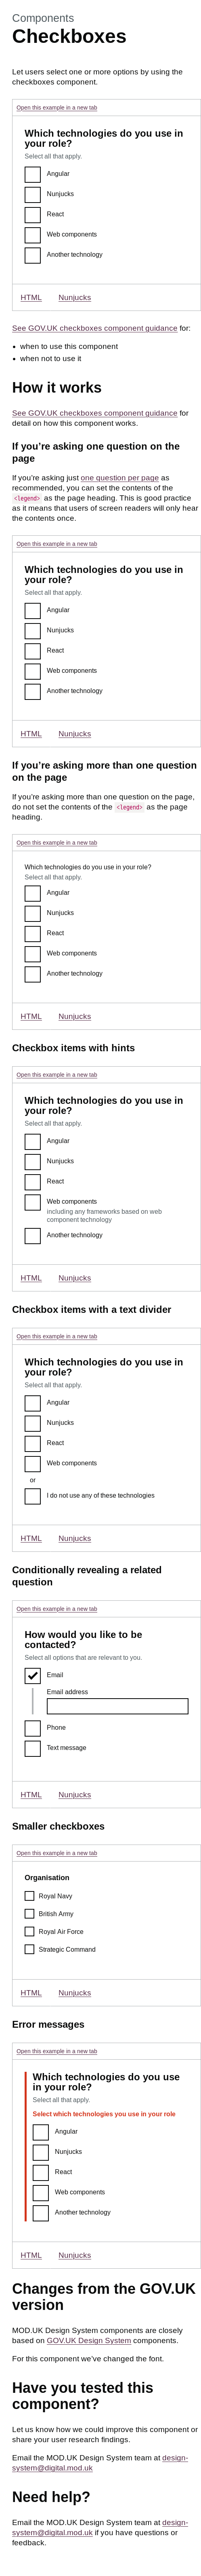 Components
Checkboxes
Let users select one or more options by using the
checkboxes component.
Open this example in a new tab
Which technologies do you use in
your role?
Select all that apply.
Angular
Nunjucks
React
Web components
Another technology
HTML Nunjucks
See GOV.UK checkboxes component guidance for:
• when to use this component
• when not to use it
How it works
See GOV.UK checkboxes component guidance for
detail on how this component works.
If you're asking one question on the
page
If you're asking just one question per page as
recommended, you can set the contents of the
<legend> as the page heading. This is good practice
as it means that users of screen readers will only hear
the contents once.
Open this example in a new tab
Which technologies do you use in
your role?
Select all that apply.
Angular
Nunjucks
React
Web components
Another technology
HTML Nunjucks
If you're asking more than one question
on the page
If you're asking more than one question on the page,
do not set the contents of the <legend> as the page
heading.
Open this example in a new tab
Which technologies do you use in your role?
Select all that apply.
Angular
Nunjucks
React
Web components
Another technology
HTML Nunjucks
Checkbox items with hints
Open this example in a new tab
Which technologies do you use in
your role?
Select all that apply.
Angular
Nunjucks
React
Web components
including any frameworks based on web
component technology
Another technology
HTML Nunjucks
Checkbox items with a text divider
Open this example in a new tab
Which technologies do you use in
your role?
Select all that apply.
Angular
Nunjucks
React
Web components
or
I do not use any of these technologies
HTML Nunjucks
Conditionally revealing a related
question
Open this example in a new tab
How would you like to be
contacted?
Select all options that are relevant to you.
Email
Email address
Phone
Text message
HTML Nunjucks
Smaller checkboxes
Open this example in a new tab
Organisation
Royal Navy
British Army
Royal Air Force
Strategic Command
HTML Nunjucks
Error messages
Open this example in a new tab
Which technologies do you use
in your role?
Select all that apply.
Select which technologies you use in your role
Angular
Nunjucks
React
Web components
Another technology
HTML Nunjucks
Changes from the GOV.UK
version
MOD.UK Design System components are closely
based on GOV.UK Design System components.
For this component we've changed the font.
Have you tested this
component?
Let us know how we could improve this component or
share your user research findings.
Email the MOD.UK Design System team at design-
system@digital.mod.uk
Need help?
Email the MOD.UK Design System team at design-
system@digital.mod.uk if you have questions or
feedback.